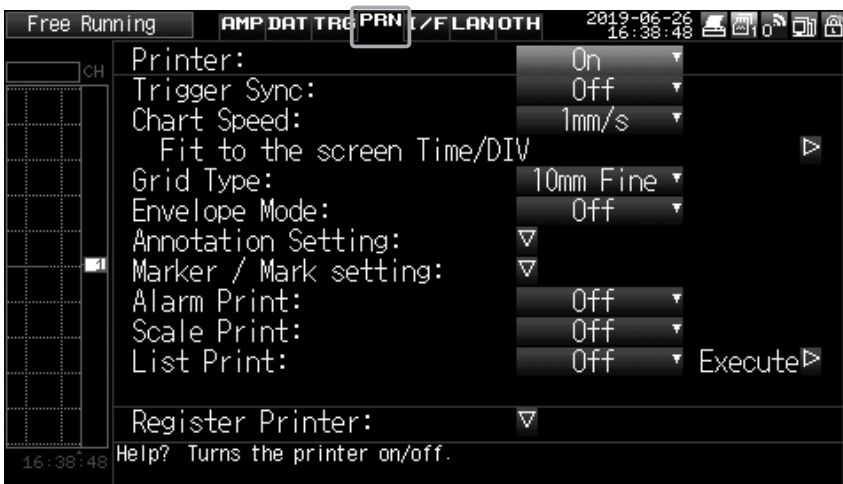 Free Running AMP DAT TRG PRN I/F LAN OTH 2019-06-26
16:38:48
CH
Printer: On
Trigger Sync: Off
Chart Speed: 1mm/s
Fit to the screen Time/DIV
Grid Type: 10mm Fine
Envelope Mode: Off
Annotation Setting:
1
Marker / Mark setting:
Alarm Print: Off
Scale Print: Off
List Print: Off Execute
Register Printer:
16:38:48
Help? Turns the printer on/off.